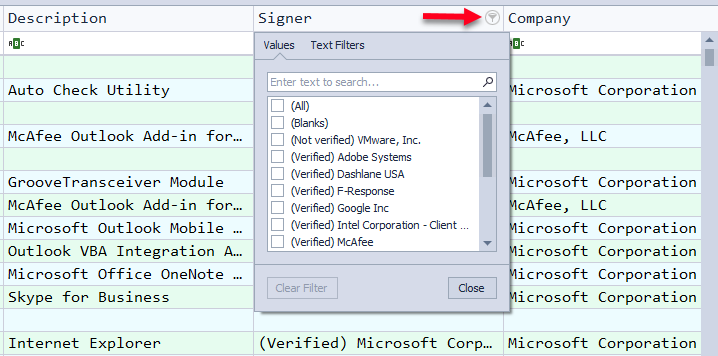 Description Signer Company
ABC ABC
Values Text Filters
Enter text to search...
(All)
Auto Check Utility Microsoft Corporation
(Blanks)
McAfee Outlook Add-in for… (Not verified) VMware, Inc. McAfee, LLC
(Verified) Adobe Systems
GrooveTransceiver Module (Verified) Dashlane USA Microsoft Corporation
(Verified) F-Response
McAfee Outlook Add-in for… (Verified) Google Inc McAfee, LLC
Microsoft Outlook Mobile … (Verified) Intel Corporation - Client ... Microsoft Corporation
Outlook VBA Integration A… (Verified) McAfee Microsoft Corporation
Microsoft Office OneNote … Microsoft Corporation
Clear Filter Close
Skype for Business Microsoft Corporation
Internet Explorer (Verified) Microsoft Corp… Microsoft Corporation